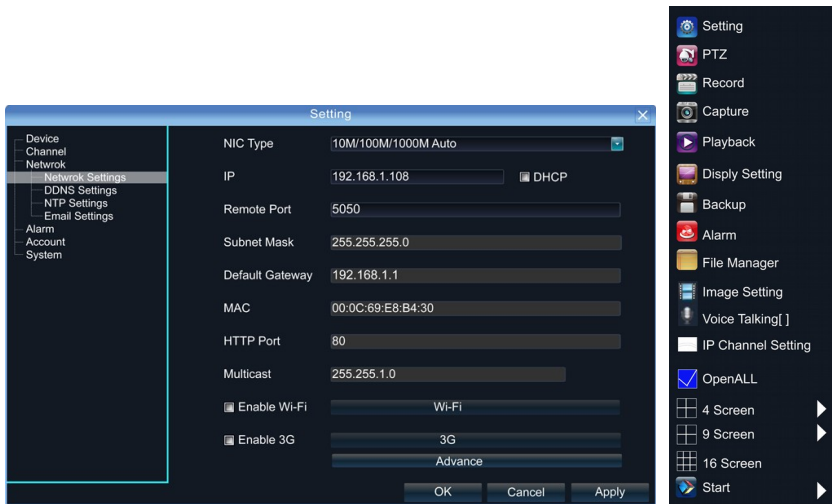 Setting
Device
Channel
Netwrok
Netwrok Settings
DDNS Settings
NTP Settings
Email Settings
Alarm
Account
System
NIC Type 10M/100M/1000M Auto
IP 192.168.1.108 DHCP
Remote Port 5050
Subnet Mask 255.255.255.0
Default Gateway 192.168.1.1
MAC 00:0C:69:E8:B4:30
HTTP Port 80
Multicast 255.255.1.0
Enable Wi-Fi Wi-Fi
Enable 3G 3G
Advance
OK Cancel Apply
Setting
PTZ
Record
Capture
Playback
Disply Setting
Backup
Alarm
File Manager
Image Setting
Voice Talking[ ]
IP Channel Setting
OpenALL
4 Screen
9 Screen
16 Screen
Start